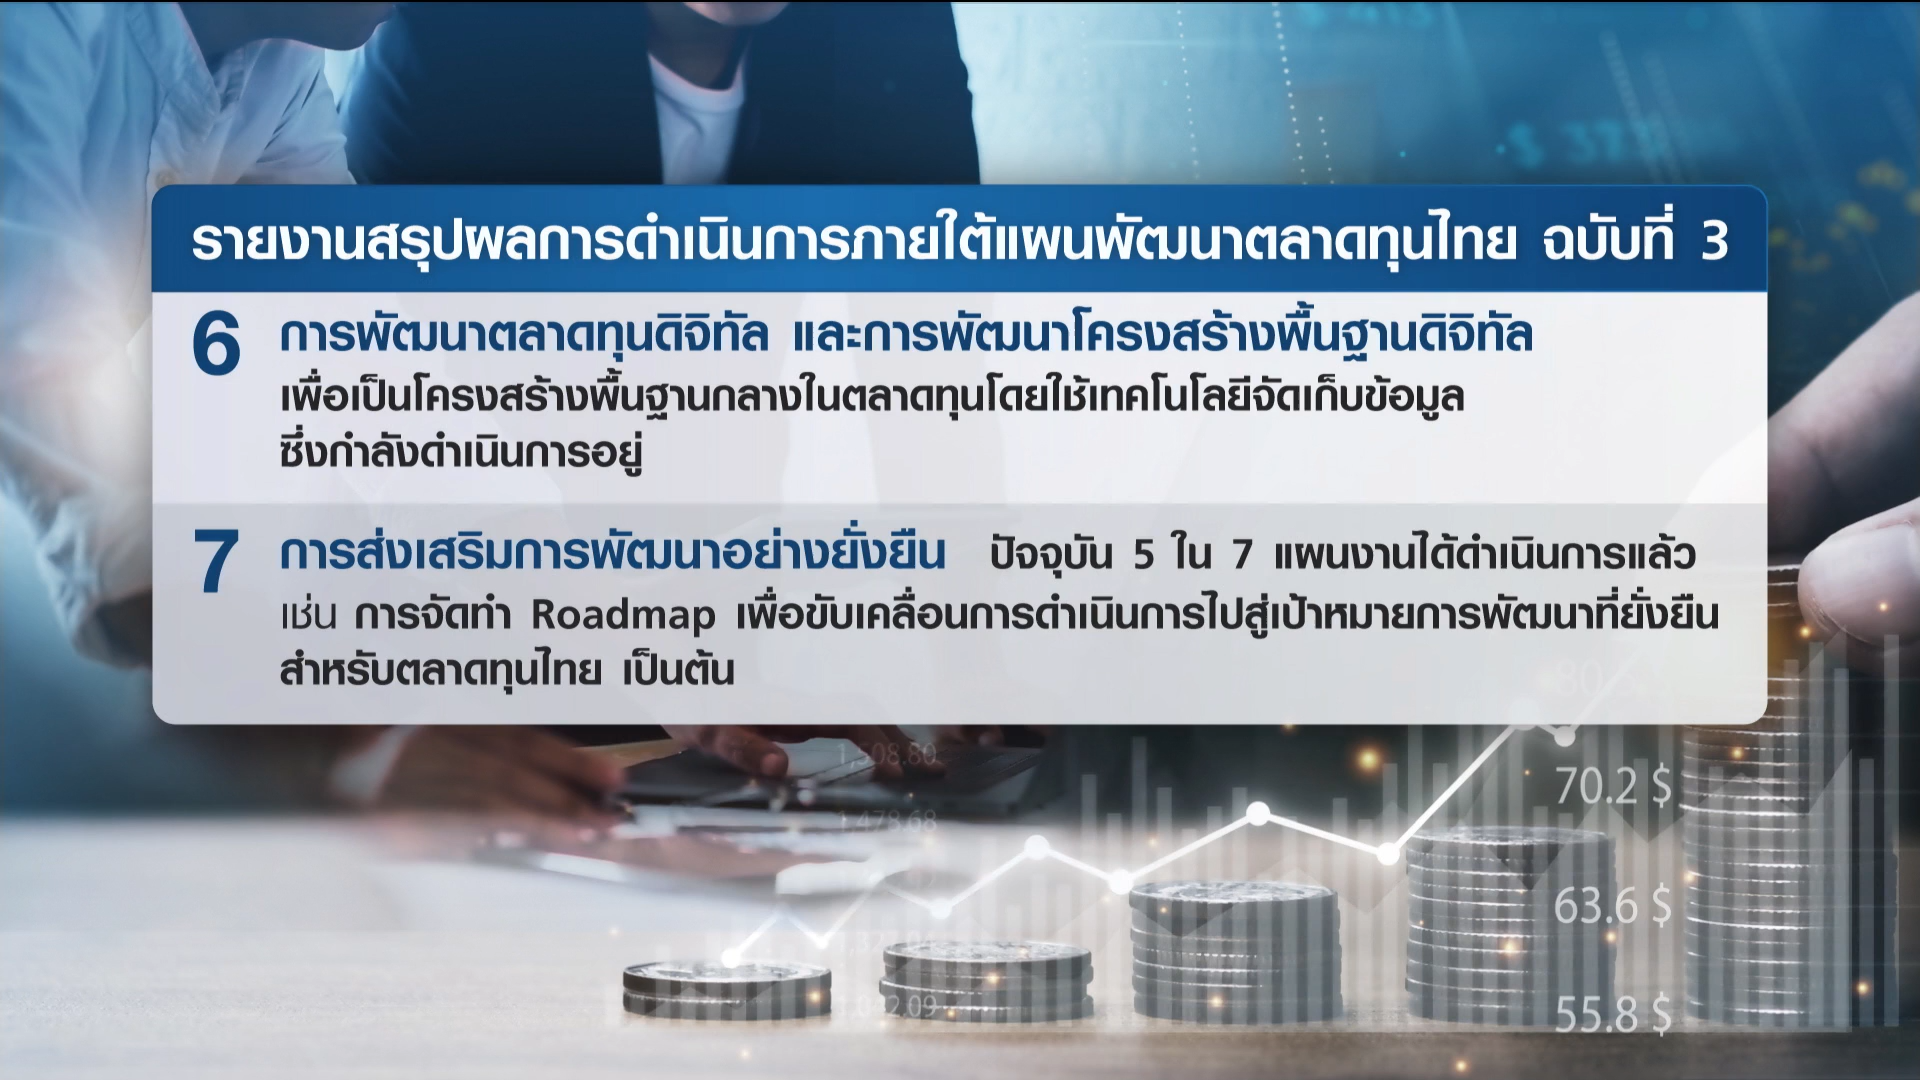 รายงานสรุปผลการดำเนินการภายใต้แผนพัฒนาตลาดทุนไทย ฉบับที่ 3
6 การพัฒนาตลาดทุนดิจิทัล และการพัฒนาโครงสร้างพื้นฐานดิจิทัล
เพื่อเป็นโครงสร้างพื้นฐานกลางในตลาดทุนโดยใช้เทคโนโลยีจัดเก็บข้อมูล
ซึ่งกำลังดำเนินการอยู่
7 การส่งเสริมการพัฒนาอย่างยั่งยืน ปัจจุบัน 5 ใน 7 แผนงานได้ดำเนินการแล้ว
เช่น การจัดทำ Roadmap เพื่อขับเคลื่อนการดำเนินการไปสู่เป้าหมายการพัฒนาที่ยั่งยืน
สำหรับตลาดทุนไทย เป็นต้น
1,508.80
1,478.68
70.2 $
63.6 $
55.8 $